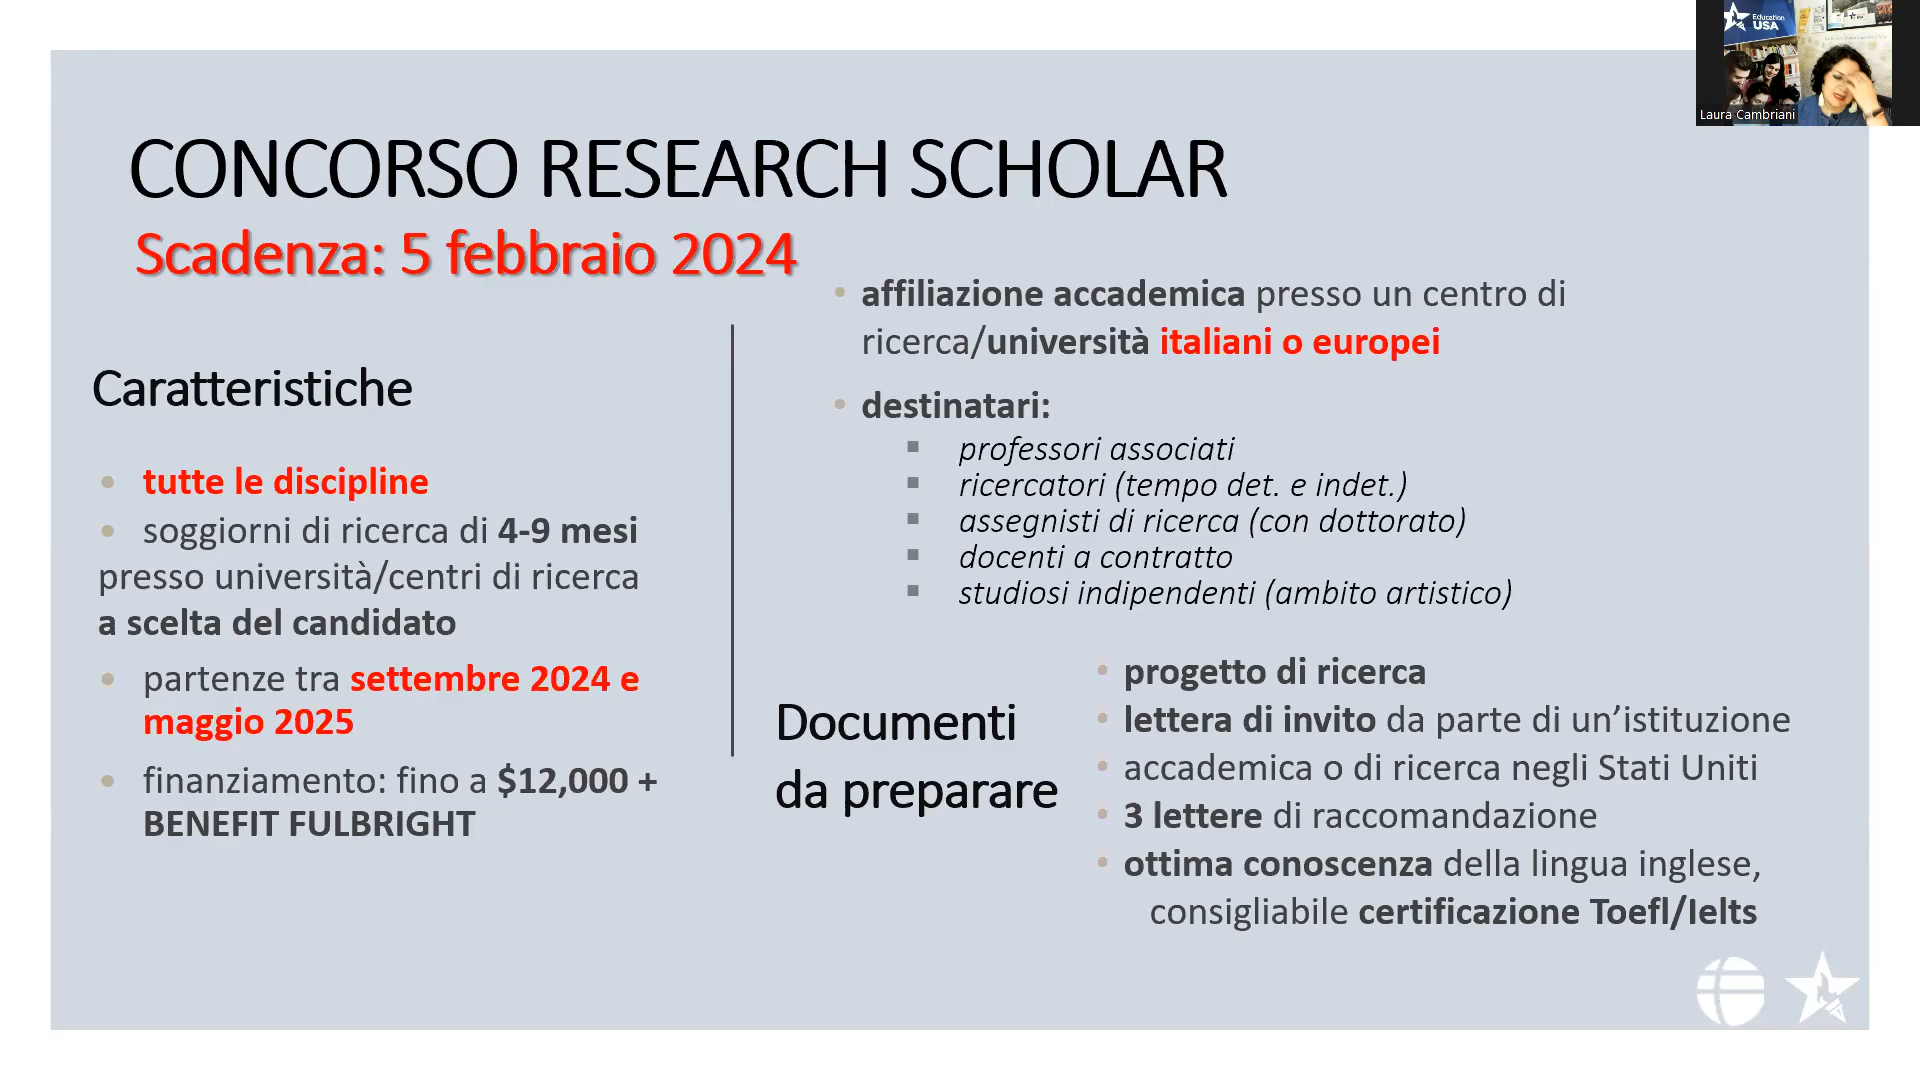 Education
USA
Laura Cambriani
CONCORSO RESEARCH SCHOLAR
Scadenza: 5 febbraio 2024
Caratteristiche
• tutte le discipline
• soggiorni di ricerca di 4-9 mesi
presso università/centri di ricerca
a scelta del candidato
• partenze tra settembre 2024 e
maggio 2025
• finanziamento: fino a $12,000 +
BENEFIT FULBRIGHT
• affiliazione accademica presso un centro di
ricerca/università italiani o europei
• destinatari:
▪ professori associati
▪ ricercatori (tempo det. e indet.)
▪ assegnisti di ricerca (con dottorato)
▪ docenti a contratto
▪ studiosi indipendenti (ambito artistico)
Documenti
da preparare
• progetto di ricerca
• lettera di invito da parte di un’istituzione
• accademica o di ricerca negli Stati Uniti
• 3 lettere di raccomandazione
• ottima conoscenza della lingua inglese,
consigliabile certificazione Toefl/Ielts